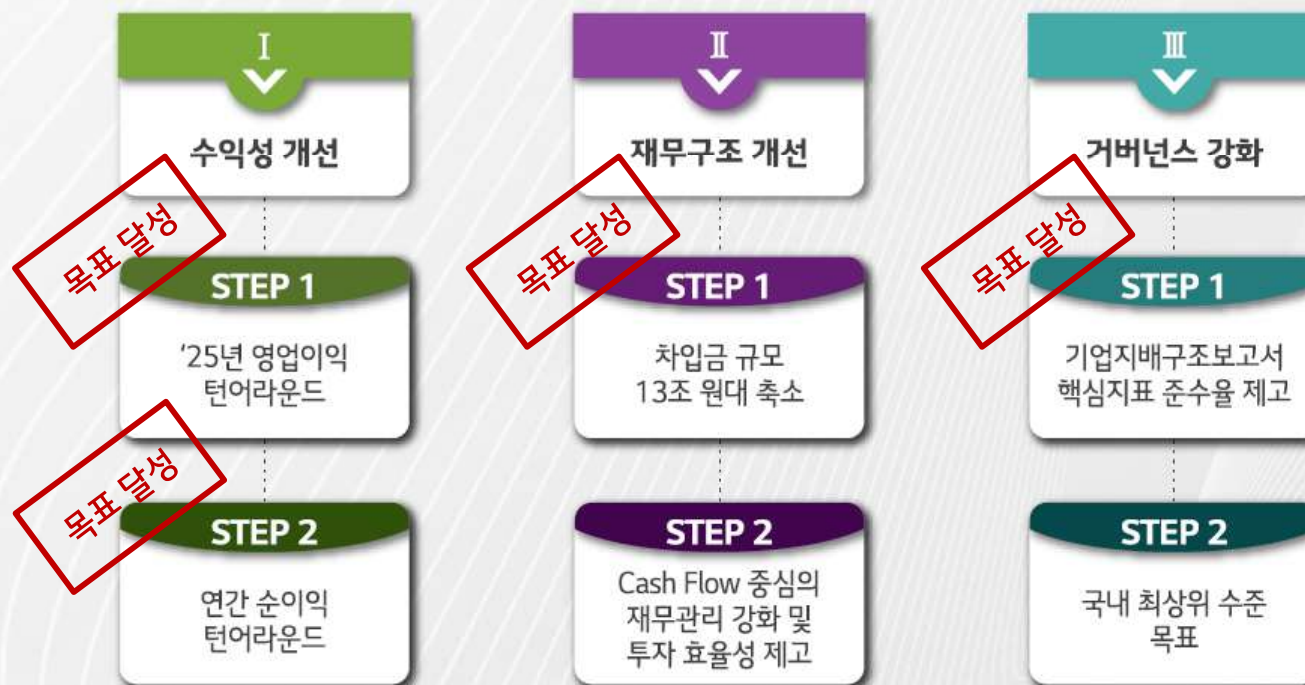 Ⅰ
수익성 개선
목표 달성
STEP 1
'25년 영업이익
턴어라운드
목표 달성
STEP 2
연간 순이익
턴어라운드
Ⅱ
재무구조 개선
목표 달성
STEP 1
차입금 규모
13조 원대 축소
STEP 2
Cash Flow 중심의
재무관리 강화 및
투자 효율성 제고
Ⅲ
거버넌스 강화
목표 달성
STEP 1
기업지배구조보고서
핵심지표 준수율 제고
STEP 2
국내 최상위 수준
목표